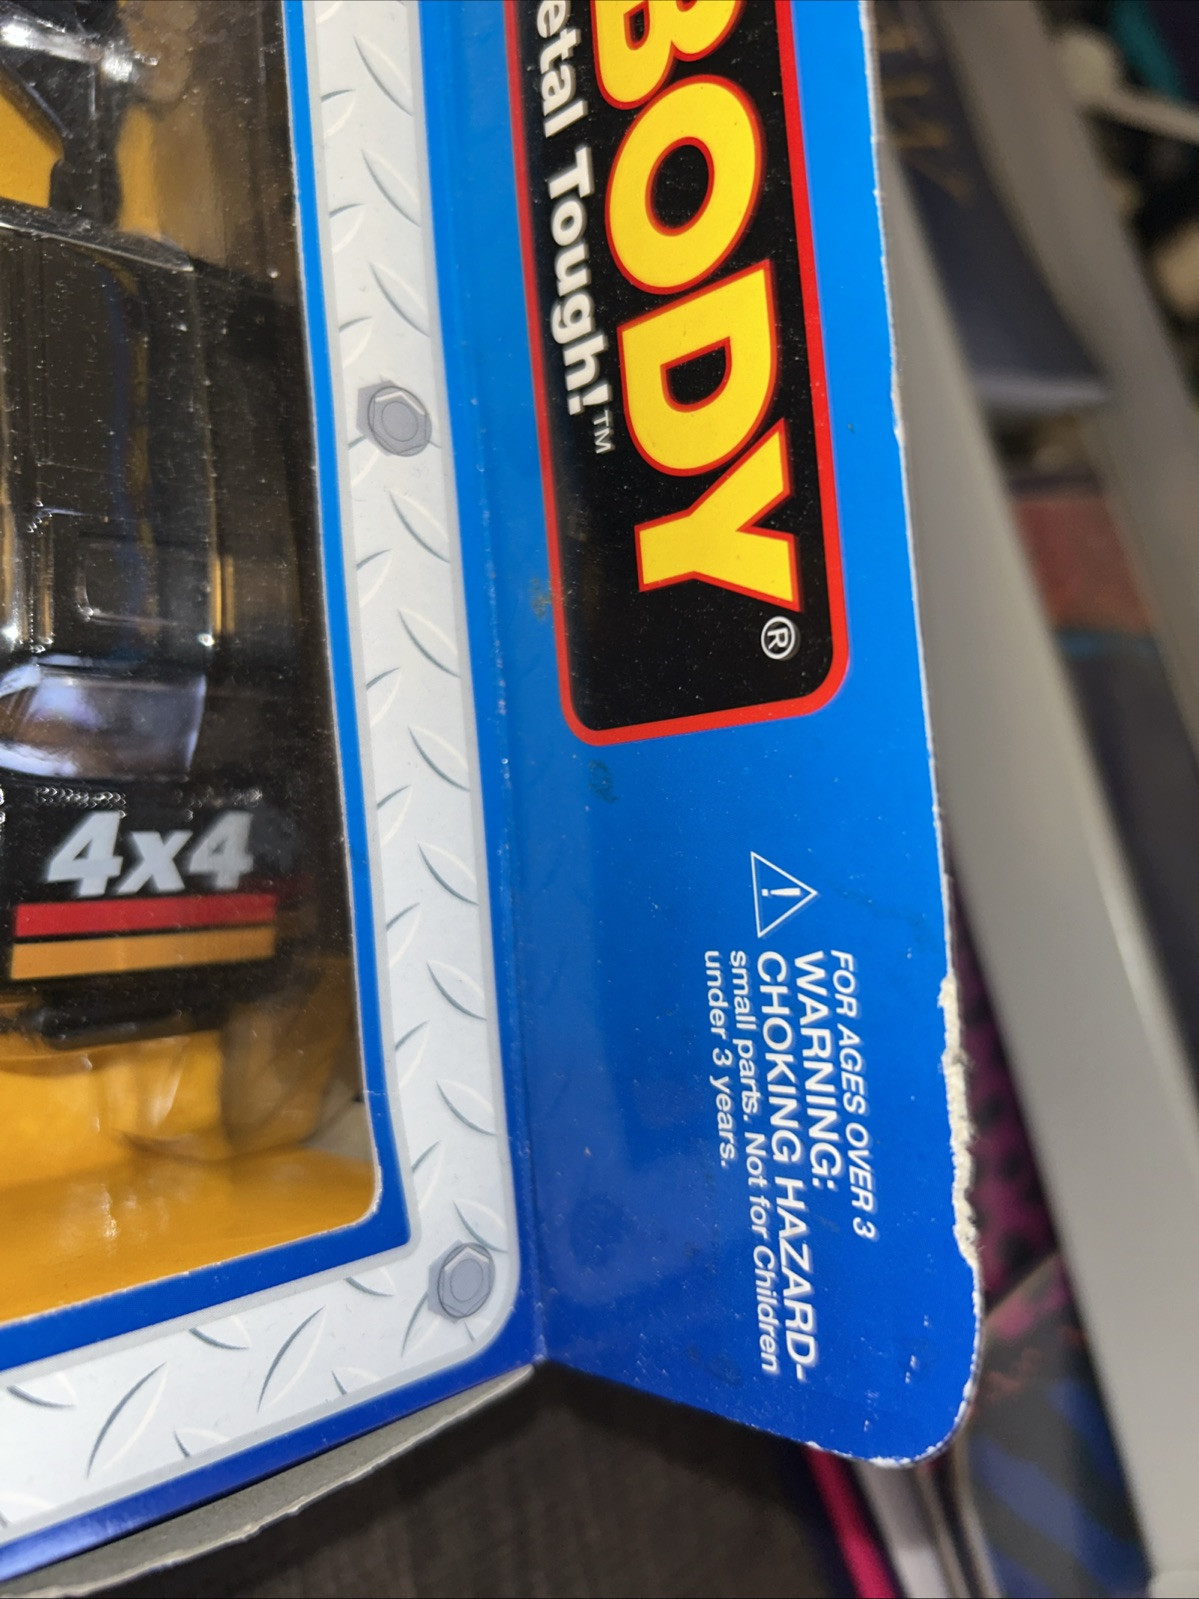 BODY®
etal Tough!™
FOR AGES OVER 3
WARNING:
CHOKING HAZARD-
small parts. Not for Children
under 3 years.
4x4